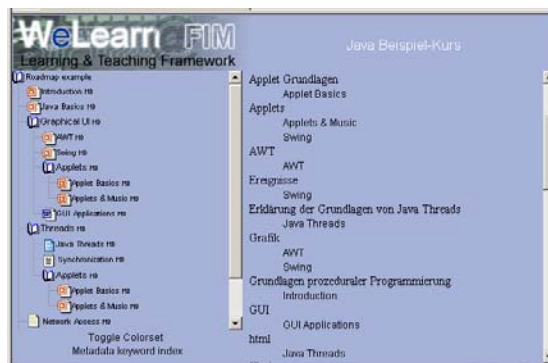 WeLearn FIM
Learning & Teaching Framework
Java Beispiel-Kurs
Roadmap example
Introduction
Java Basics
Graphical UI
AWT
Swing
Applets
Applet Basics
Applets & Music
GUI Applications
Threads
Java Threads
Synchronization
Applets
Applet Basics
Applets & Music
Network Access
Toggle Colorset
Metadata keyword index
Applet Grundlagen
Applet Basics
Applets
Applets & Music
Swing
AWT
AWT
Ereignisse
Swing
Erklärung der Grundlagen von Java Threads
Java Threads
Grafik
AWT
Swing
Grundlagen prozeduraler Programmierung
Introduction
GUI
GUI Applications
html
Java Threads